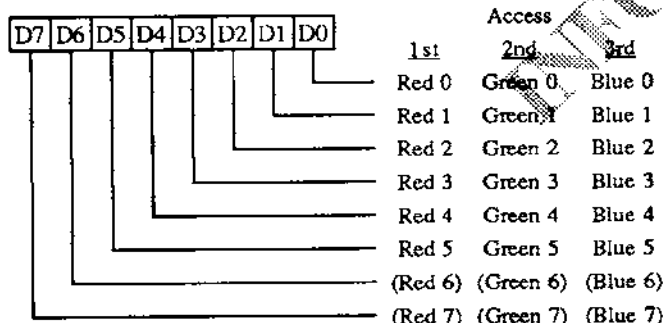 Access
D7 D6 D5 D4 D3 D2 D1 D0
1st 2nd 3rd
Red 0 Green 0 Blue 0
Red 1 Green 1 Blue 1
Red 2 Green 2 Blue 2
Red 3 Green 3 Blue 3
Red 4 Green 4 Blue 4
Red 5 Green 5 Blue 5
(Red 6) (Green 6) (Blue 6)
(Red 7) (Green 7) (Blue 7)